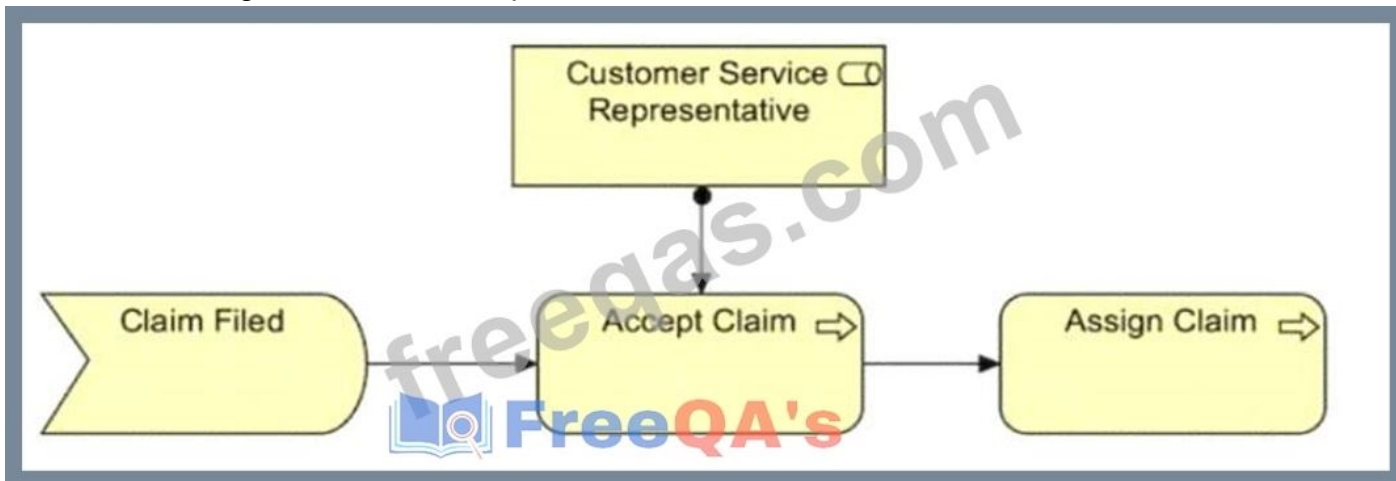 Customer Service
Representative
Claim Filed
Accept Claim
Assign Claim
freeqas.com
FreeQA's